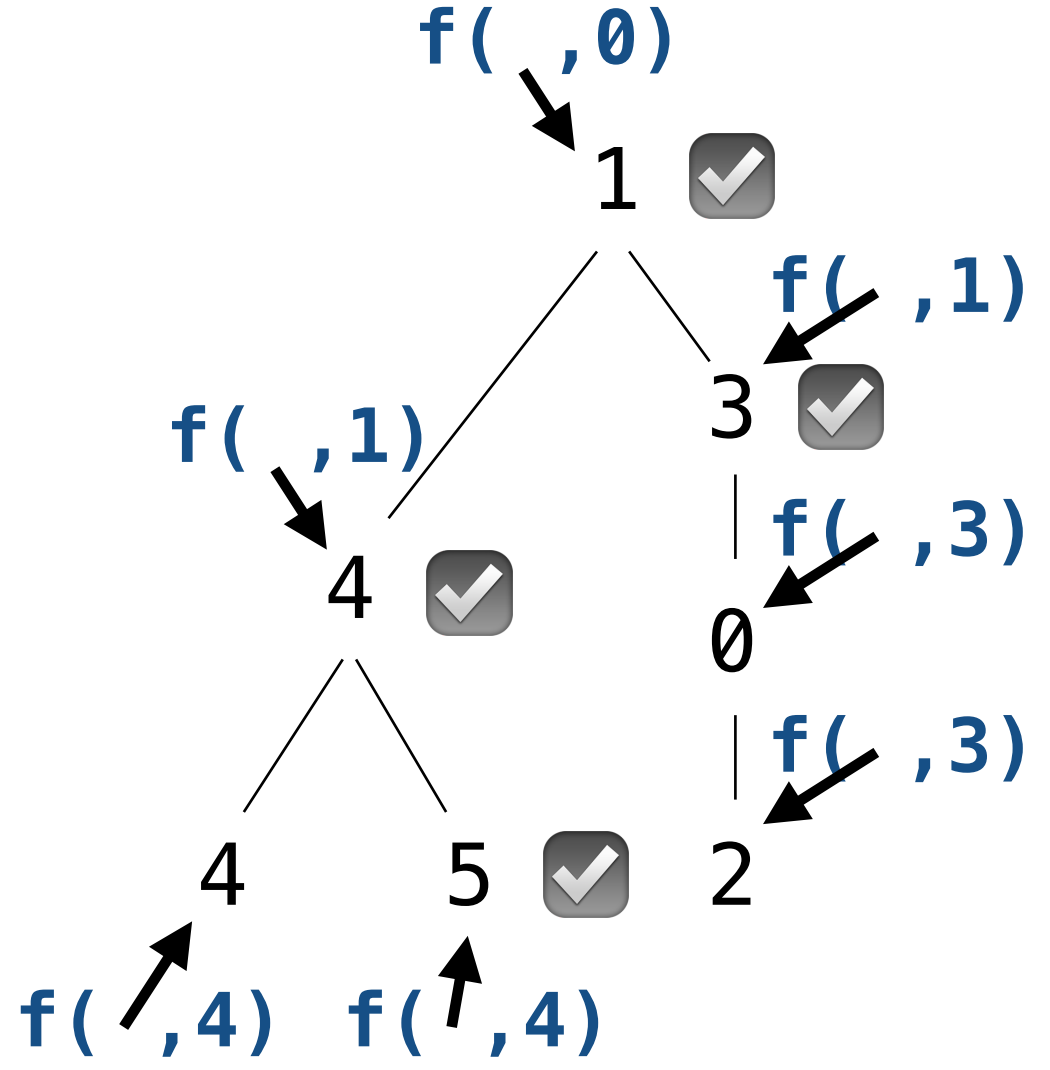 f( ,0)
1
f( ,1)
3
f( ,1)
4
f( ,3)
0
f( ,3)
4
5
2
f( ,4)
f( ,4)